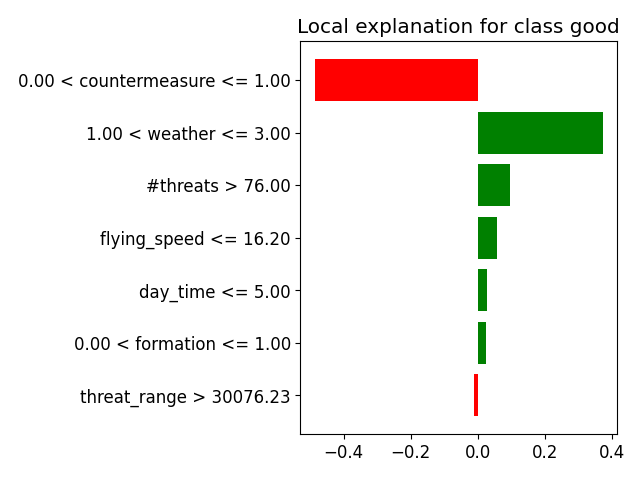 Local explanation for class good
0.00 < countermeasure <= 1.00
1.00 < weather <= 3.00
#threats > 76.00
flying_speed <= 16.20
day_time <= 5.00
0.00 < formation <= 1.00
threat_range > 30076.23
−0.4 −0.2 0.0 0.2 0.4